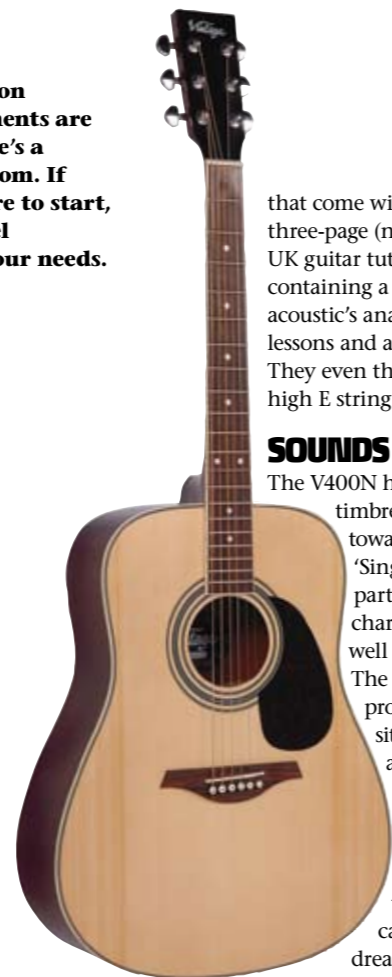 on
ents are
e's a
om. If
re to start,
el
our needs.
Vintage
that come wi
three-page (n
UK guitar tut
containing a
acoustic's ana
lessons and a
They even th
high E string
SOUNDS
The V400N h
timbre
towa
'Sing
part
char
well
The
pro
sit
a
ca
drea